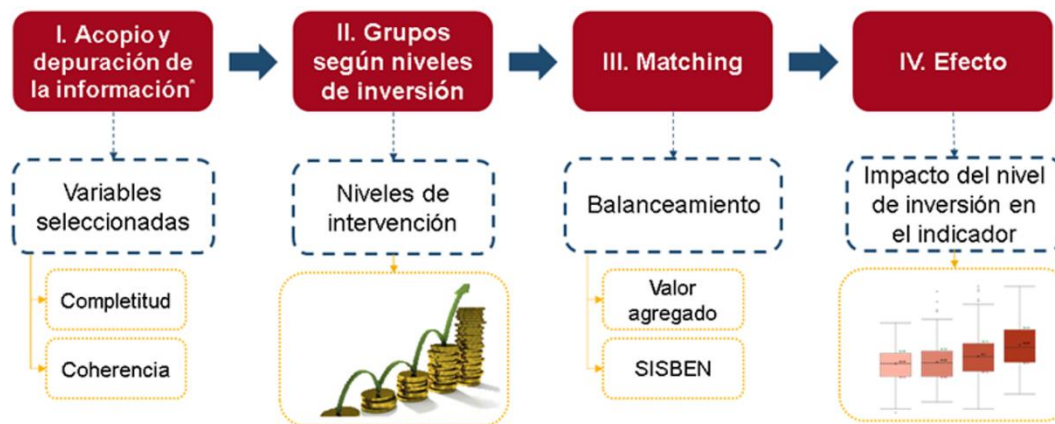 I. Acopio y
depuración de
la información*
II. Grupos
según niveles
de inversión
III. Matching
IV. Efecto
Variables
seleccionadas
Niveles de
intervención
Balanceamiento
Impacto del nivel
de inversión en
el indicador
Completitud
Coherencia
Valor
agregado
SISBEN